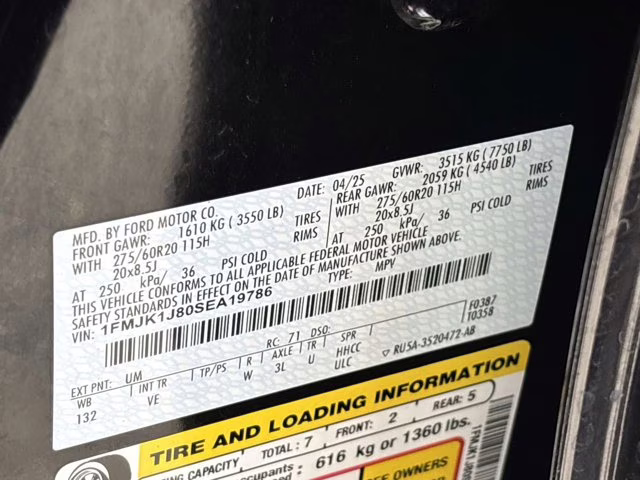 MFD. BY FORD MOTOR CO.
DATE: 04/25 GVWR: 3515 KG ( 7750 LB)
FRONT GAWR: 1610 KG ( 3550 LB) REAR GAWR: 2059 KG ( 4540 LB)
WITH 275/60R20 115H TIRES WITH 275/60R20 115H TIRES
20x8.5J RIMS 20x8.5J RIMS
AT 250 kPa/ 36 PSI COLD AT 250 kPa/ 36 PSI COLD
THIS VEHICLE CONFORMS TO ALL APPLICABLE FEDERAL MOTOR VEHICLE
SAFETY STANDARDS IN EFFECT ON THE DATE OF MANUFACTURE SHOWN ABOVE.
VIN: 1FMJK1J80SEA19786 TYPE: MPV
F0387
T0358
EXT PNT: UM RC: 71 DSO:
WB INT TR TP/PS R AXLE TR SPR
132 VE W 3L U HHCC
ULC
RU5A-3520472-AB
TIRE AND LOADING INFORMATION
CAPACITY TOTAL: 7 FRONT: 2 REAR: 5
616 kg or 1360 lbs.
OWNERS